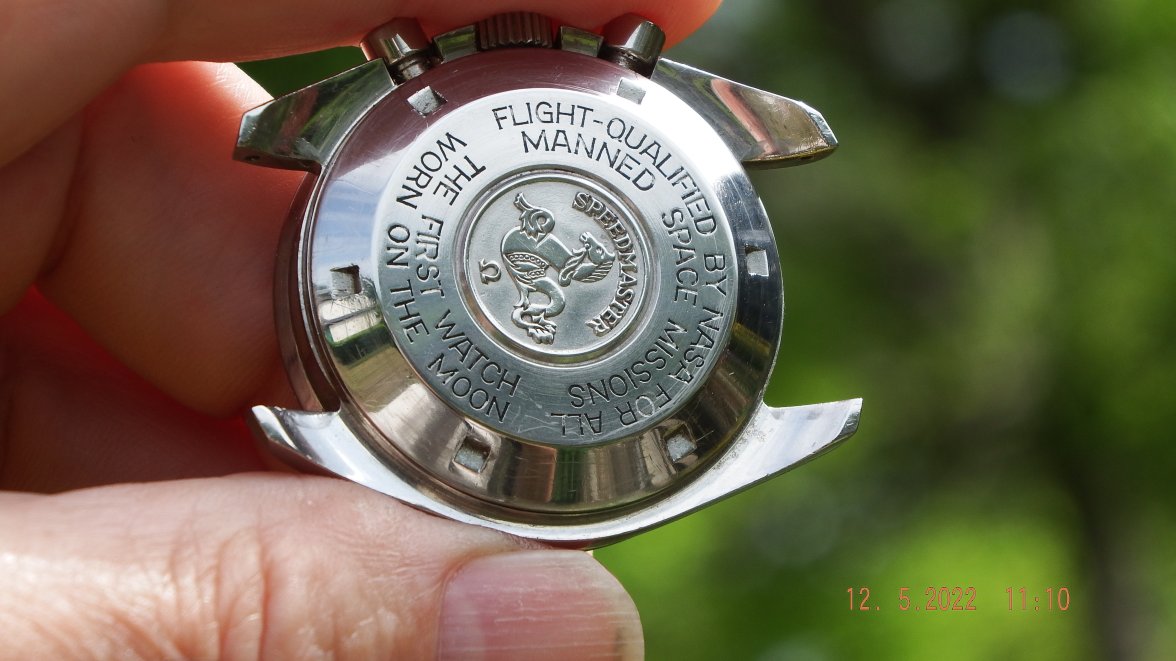 FLIGHT-QUALIFIED BY NASA FOR ALL
MANNED SPACE MISSIONS
THE FIRST WATCH
WORN ON THE MOON
SPEEDMASTER
Ω
12. 5.2022 11:10